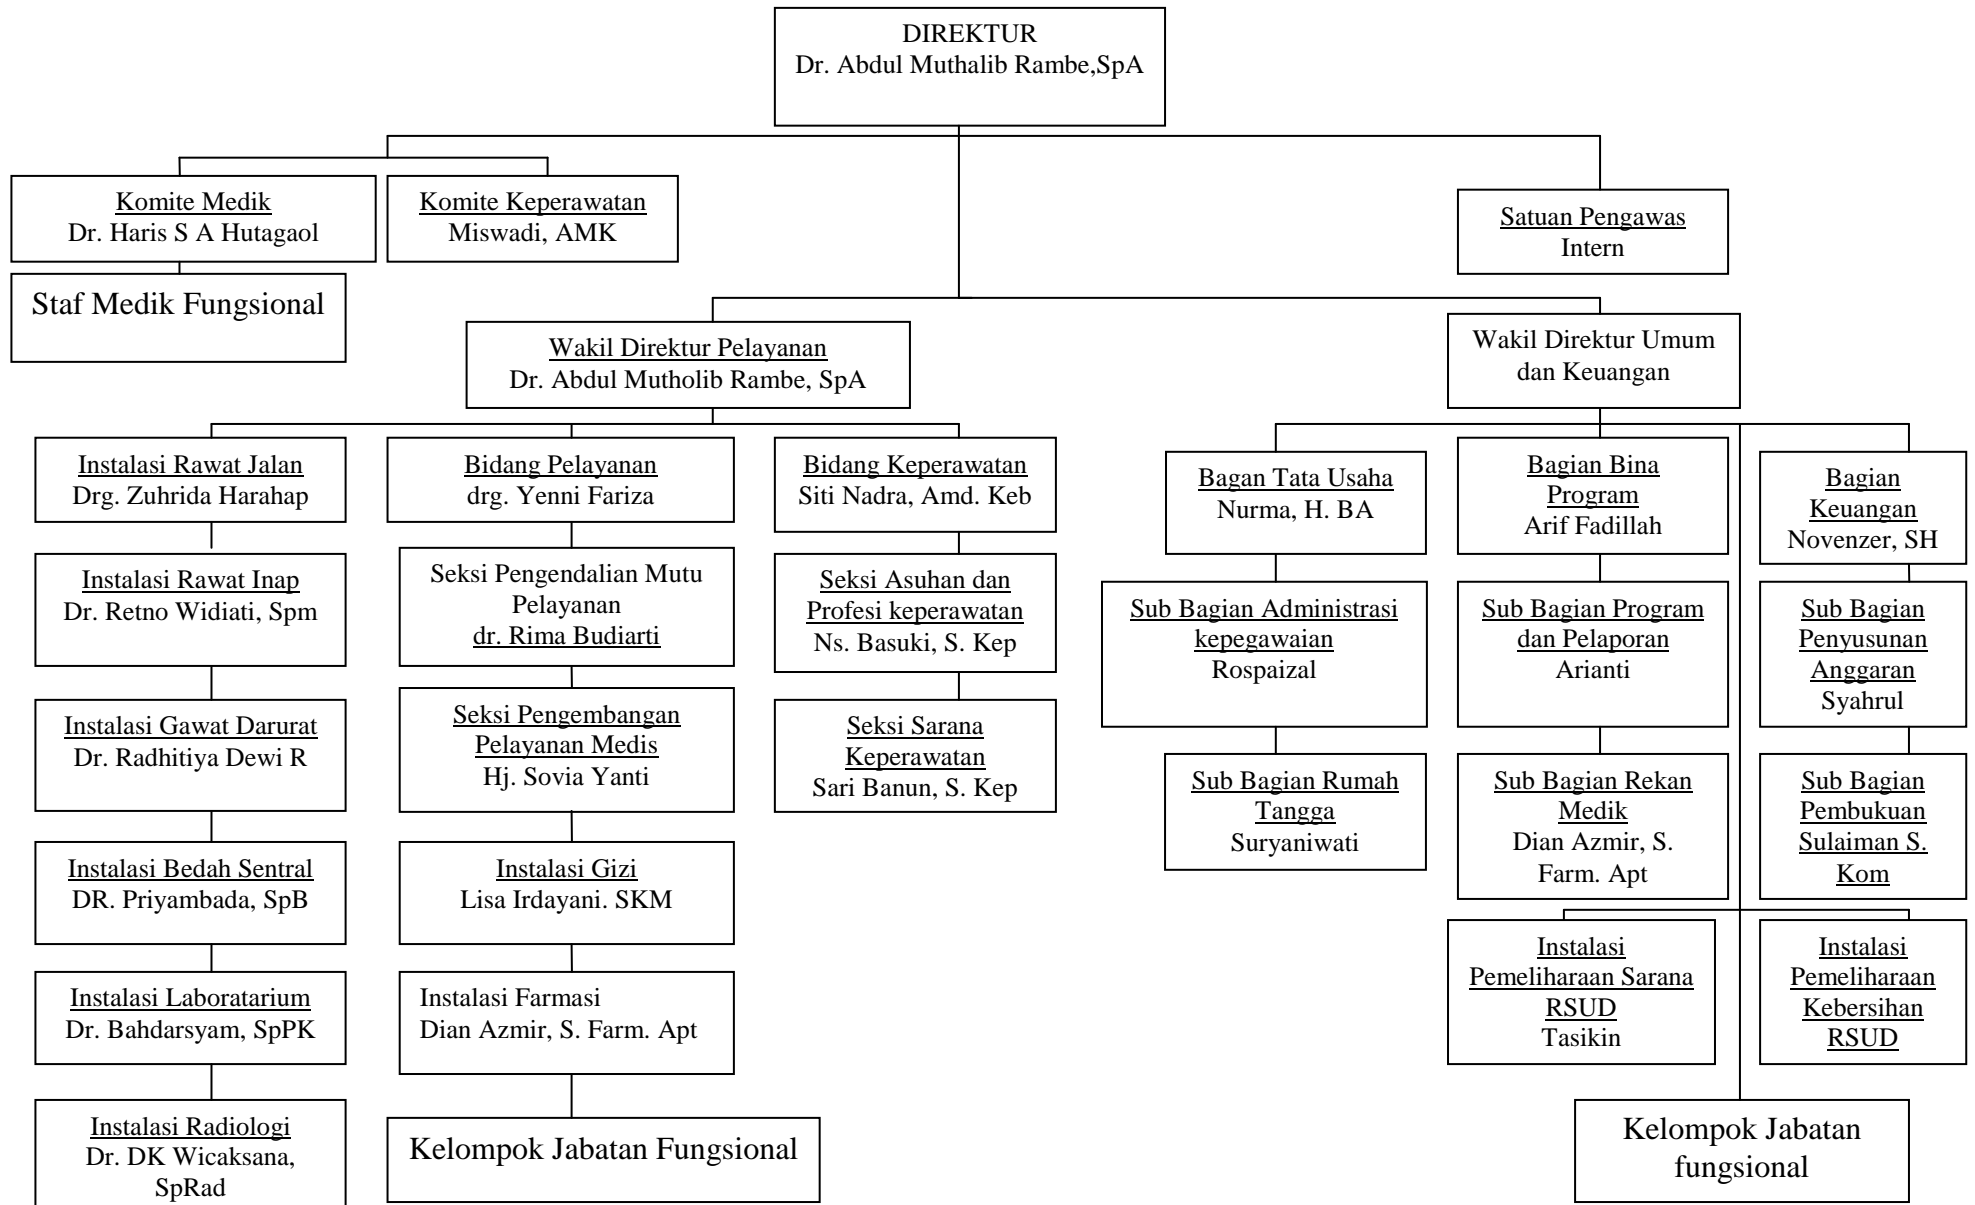 DIREKTUR
Dr. Abdul Muthalib Rambe,SpA
Komite Medik
Dr. Haris S A Hutagaol
Komite Keperawatan
Miswadi, AMK
Satuan Pengawas
Intern
Staf Medik Fungsional
Wakil Direktur Pelayanan
Dr. Abdul Mutholib Rambe, SpA
Wakil Direktur Umum
dan Keuangan
Instalasi Rawat Jalan
Drg. Zuhrida Harahap
Bidang Pelayanan
drg. Yenni Fariza
Bidang Keperawatan
Siti Nadra, Amd. Keb
Bagan Tata Usaha
Nurma, H. BA
Bagian Bina
Program
Arif Fadillah
Bagian
Keuangan
Novenzer, SH
Instalasi Rawat Inap
Dr. Retno Widiati, Spm
Seksi Pengendalian Mutu
Pelayanan
dr. Rima Budiarti
Seksi Asuhan dan
Profesi keperawatan
Ns. Basuki, S. Kep
Sub Bagian Administrasi
kepegawaian
Rospaizal
Sub Bagian Program
dan Pelaporan
Arianti
Sub Bagian
Penyusunan
Anggaran
Syahrul
Instalasi Gawat Darurat
Dr. Radhitiya Dewi R
Seksi Pengembangan
Pelayanan Medis
Hj. Sovia Yanti
Seksi Sarana
Keperawatan
Sari Banun, S. Kep
Sub Bagian Rumah
Tangga
Suryaniwati
Sub Bagian Rekan
Medik
Dian Azmir, S.
Farm. Apt
Sub Bagian
Pembukuan
Sulaiman S.
Kom
Instalasi Bedah Sentral
DR. Priyambada, SpB
Instalasi Gizi
Lisa Irdayani. SKM
Instalasi
Pemeliharaan Sarana
RSUD
Tasikin
Instalasi
Pemeliharaan
Kebersihan
RSUD
Instalasi Laboratarium
Dr. Bahdarsyam, SpPK
Instalasi Farmasi
Dian Azmir, S. Farm. Apt
Instalasi Radiologi
Dr. DK Wicaksana,
SpRad
Kelompok Jabatan Fungsional
Kelompok Jabatan
fungsional